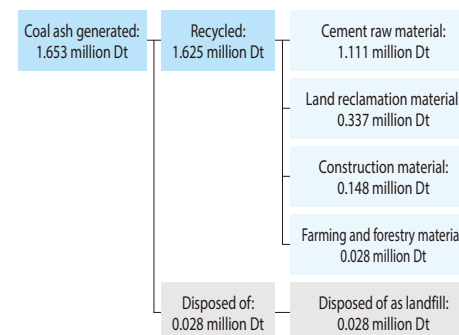 Coal ash generated:
1.653 million Dt
Recycled:
1.625 million Dt
Cement raw material:
1.111 million Dt
Land reclamation material
0.337 million Dt
Construction material:
0.148 million Dt
Farming and forestry materia
0.028 million Dt
Disposed of:
0.028 million Dt
Disposed of as landfill:
0.028 million Dt